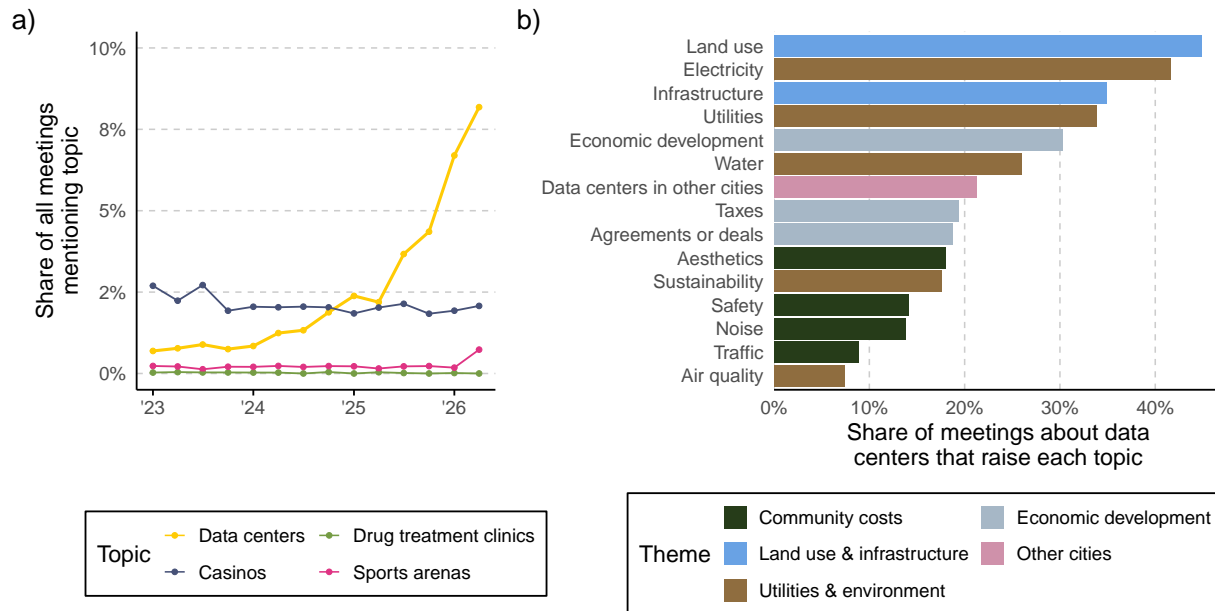 a)
Share of all meetings
mentioning topic
10%
8%
5%
2%
0%
'23
'24
'25
'26
Topic
Data centers
Drug treatment clinics
Casinos
Sports arenas
b)
Land use
Electricity
Infrastructure
Utilities
Economic development
Water
Data centers in other cities
Taxes
Agreements or deals
Aesthetics
Sustainability
Safety
Noise
Traffic
Air quality
0%
10%
20%
30%
40%
Share of meetings about data
centers that raise each topic
Theme
Community costs
Economic development
Land use & infrastructure
Other cities
Utilities & environment